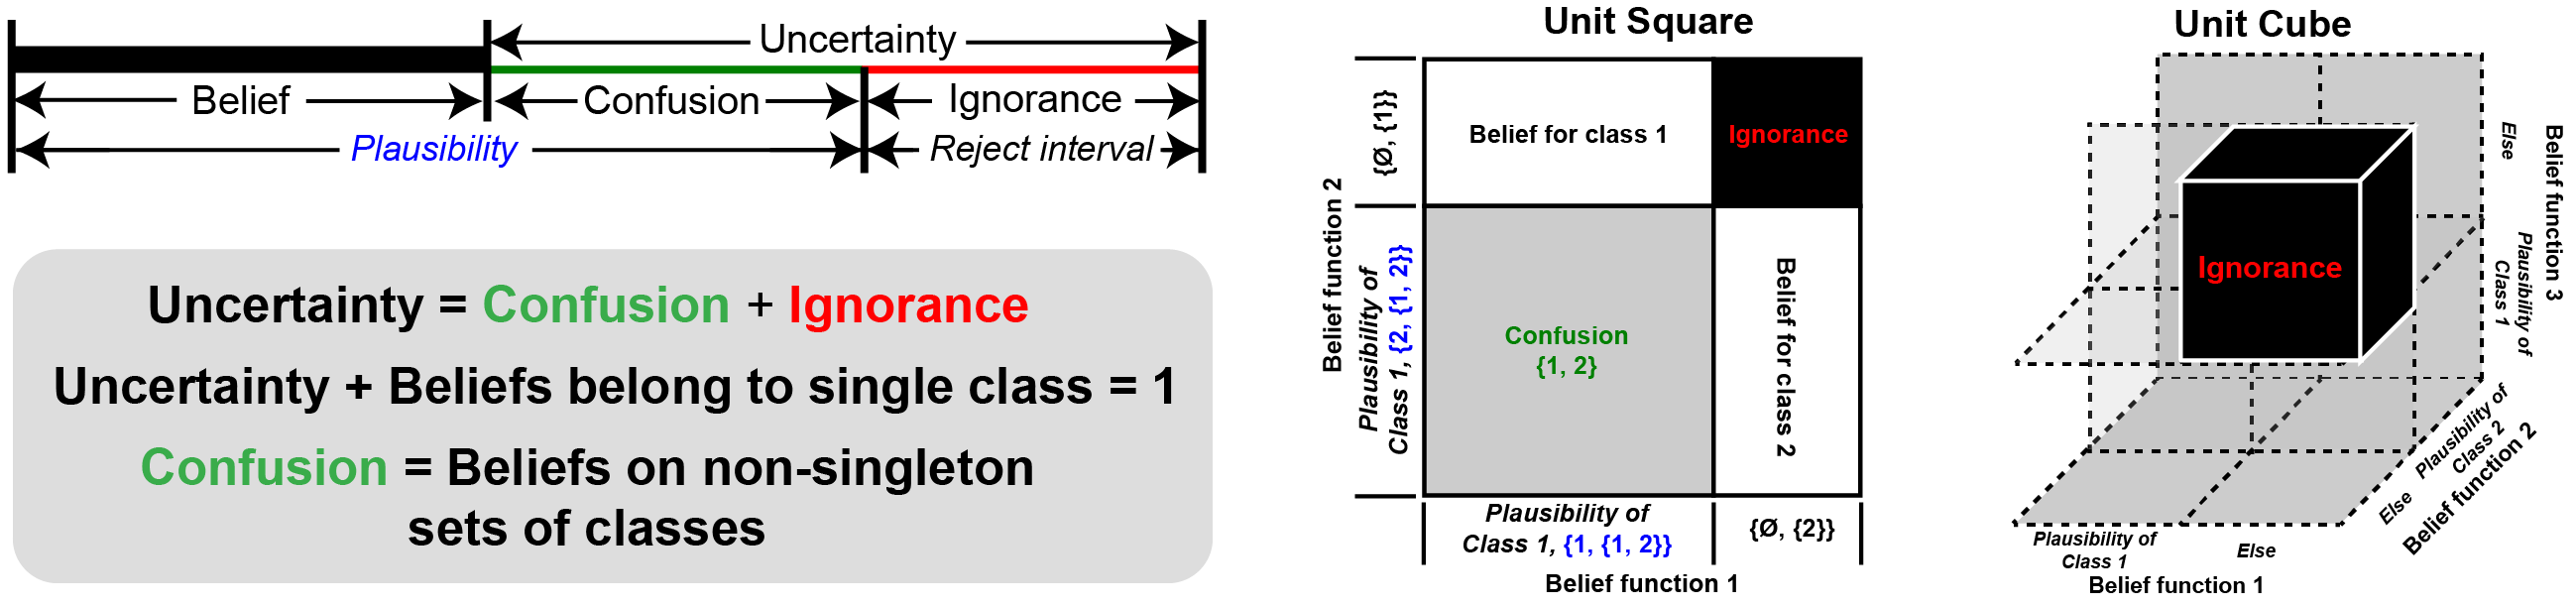 Uncertainty
Belief
Confusion
Ignorance
Plausibility
Reject interval
Uncertainty = Confusion + Ignorance
Uncertainty + Beliefs belong to single class = 1
Confusion = Beliefs on non-singleton
sets of classes
Unit Square
Belief function 2
{Ø, {1}}
Plausibility of
Class 1, {2, {1, 2}}
Belief for class 1
Ignorance
Confusion
{1, 2}
Belief for class 2
Plausibility of
Class 1, {1, {1, 2}}
{Ø, {2}}
Belief function 1
Unit Cube
Ignorance
Else
Plausibility of
Class 1
Belief function 3
Plausibility of
Class 2
Else
Belief function 2
Plausibility of
Class 1
Else
Belief function 1